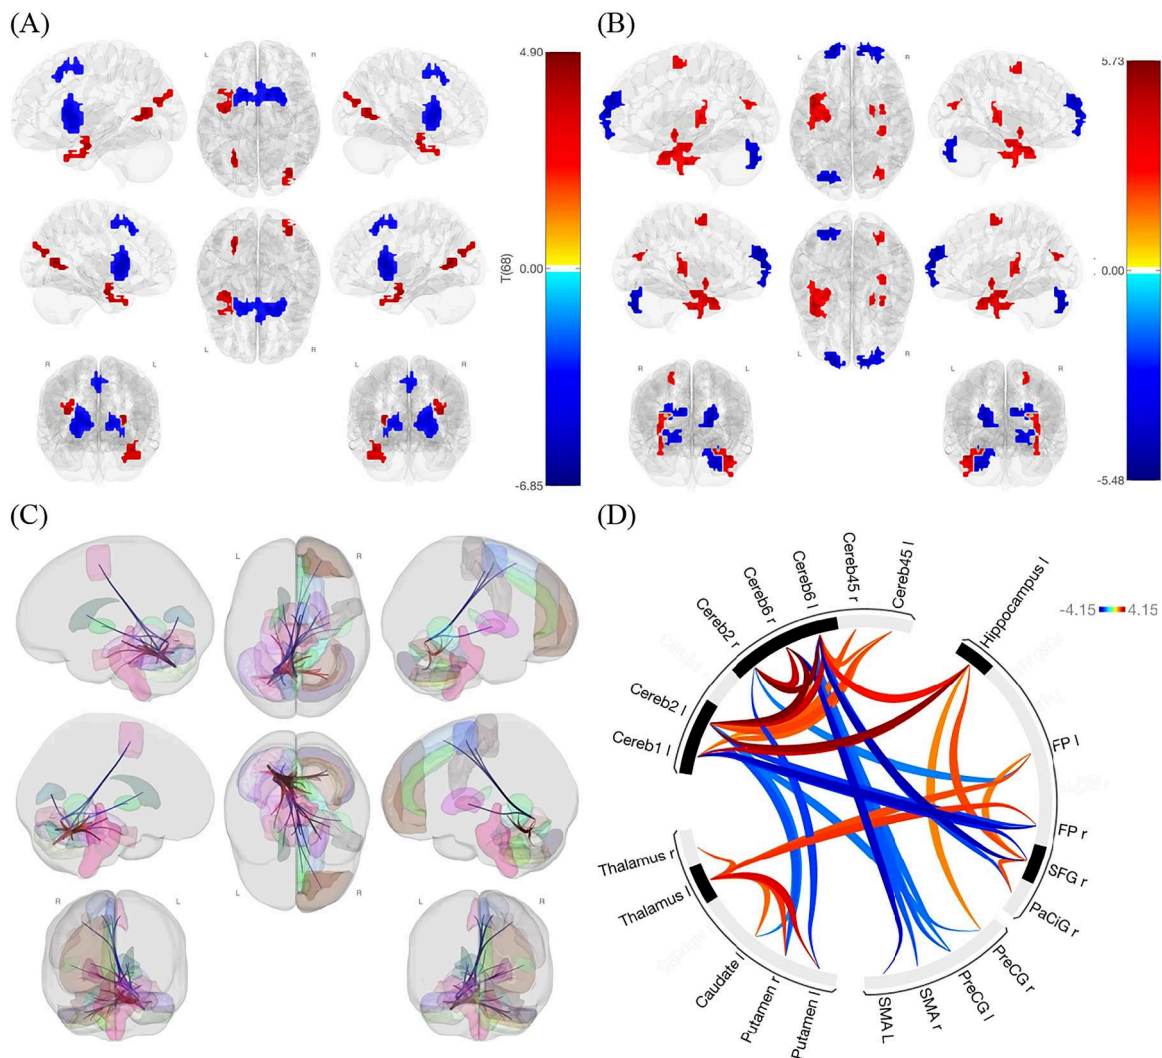 (A)
(B)
L R
4.90
T(68)
0.00
-6.85
L R
R L
L R
5.73
0.00
-5.48
L R
R L
(C)
(D)
L R
L R
R L R L
Cereb1 l
Cereb2 l
Cereb2 r
Cereb6 r
Cereb6 l
Cereb45 r
Cereb45 l
Hippocampus l
-4.15 4.15
FP l
FP r
SFG r
PaCiG r
PreCG r
PreCG l
SMA r
SMA L
Putamen l
Putamen r
Caudate l
Thalamus l
Thalamus r